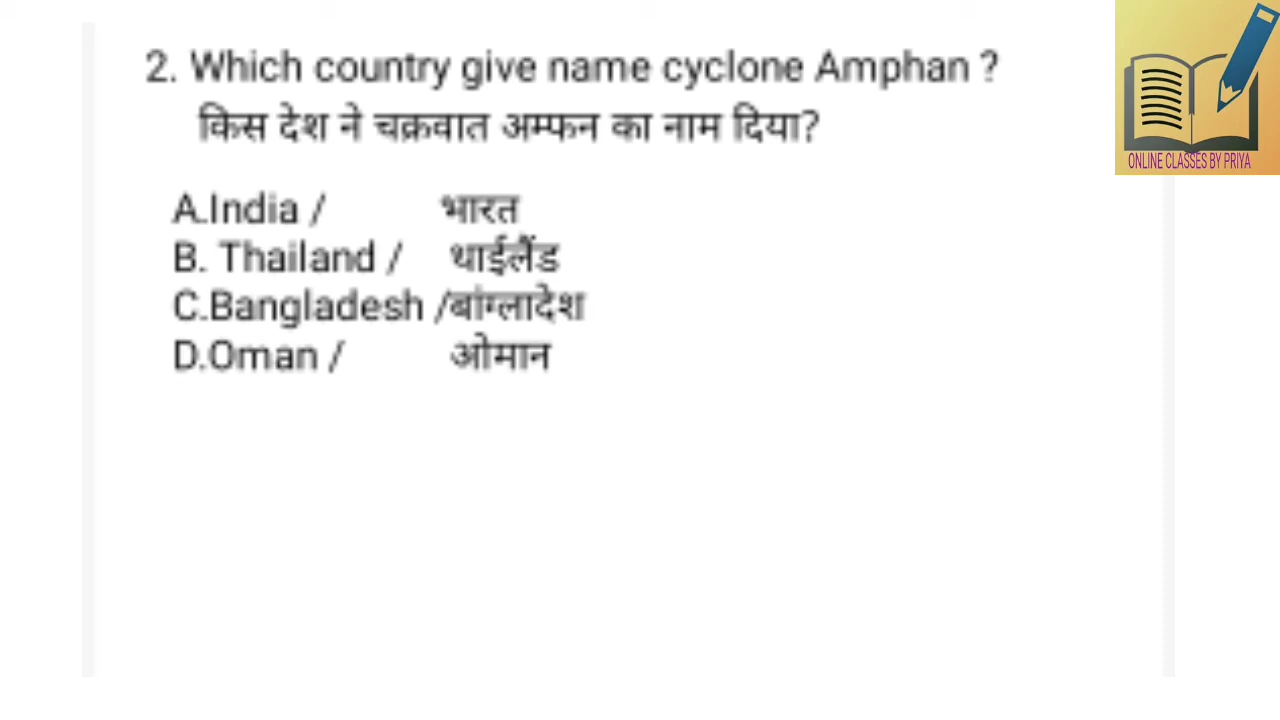 2. Which country give name cyclone Amphan ?
किस देश ने चक्रवात अम्फन का नाम दिया?
A.India / भारत
B. Thailand / थाईलैंड
C.Bangladesh /बांग्लादेश
D.Oman / ओमान
ONLINE CLASSES BY PRIYA